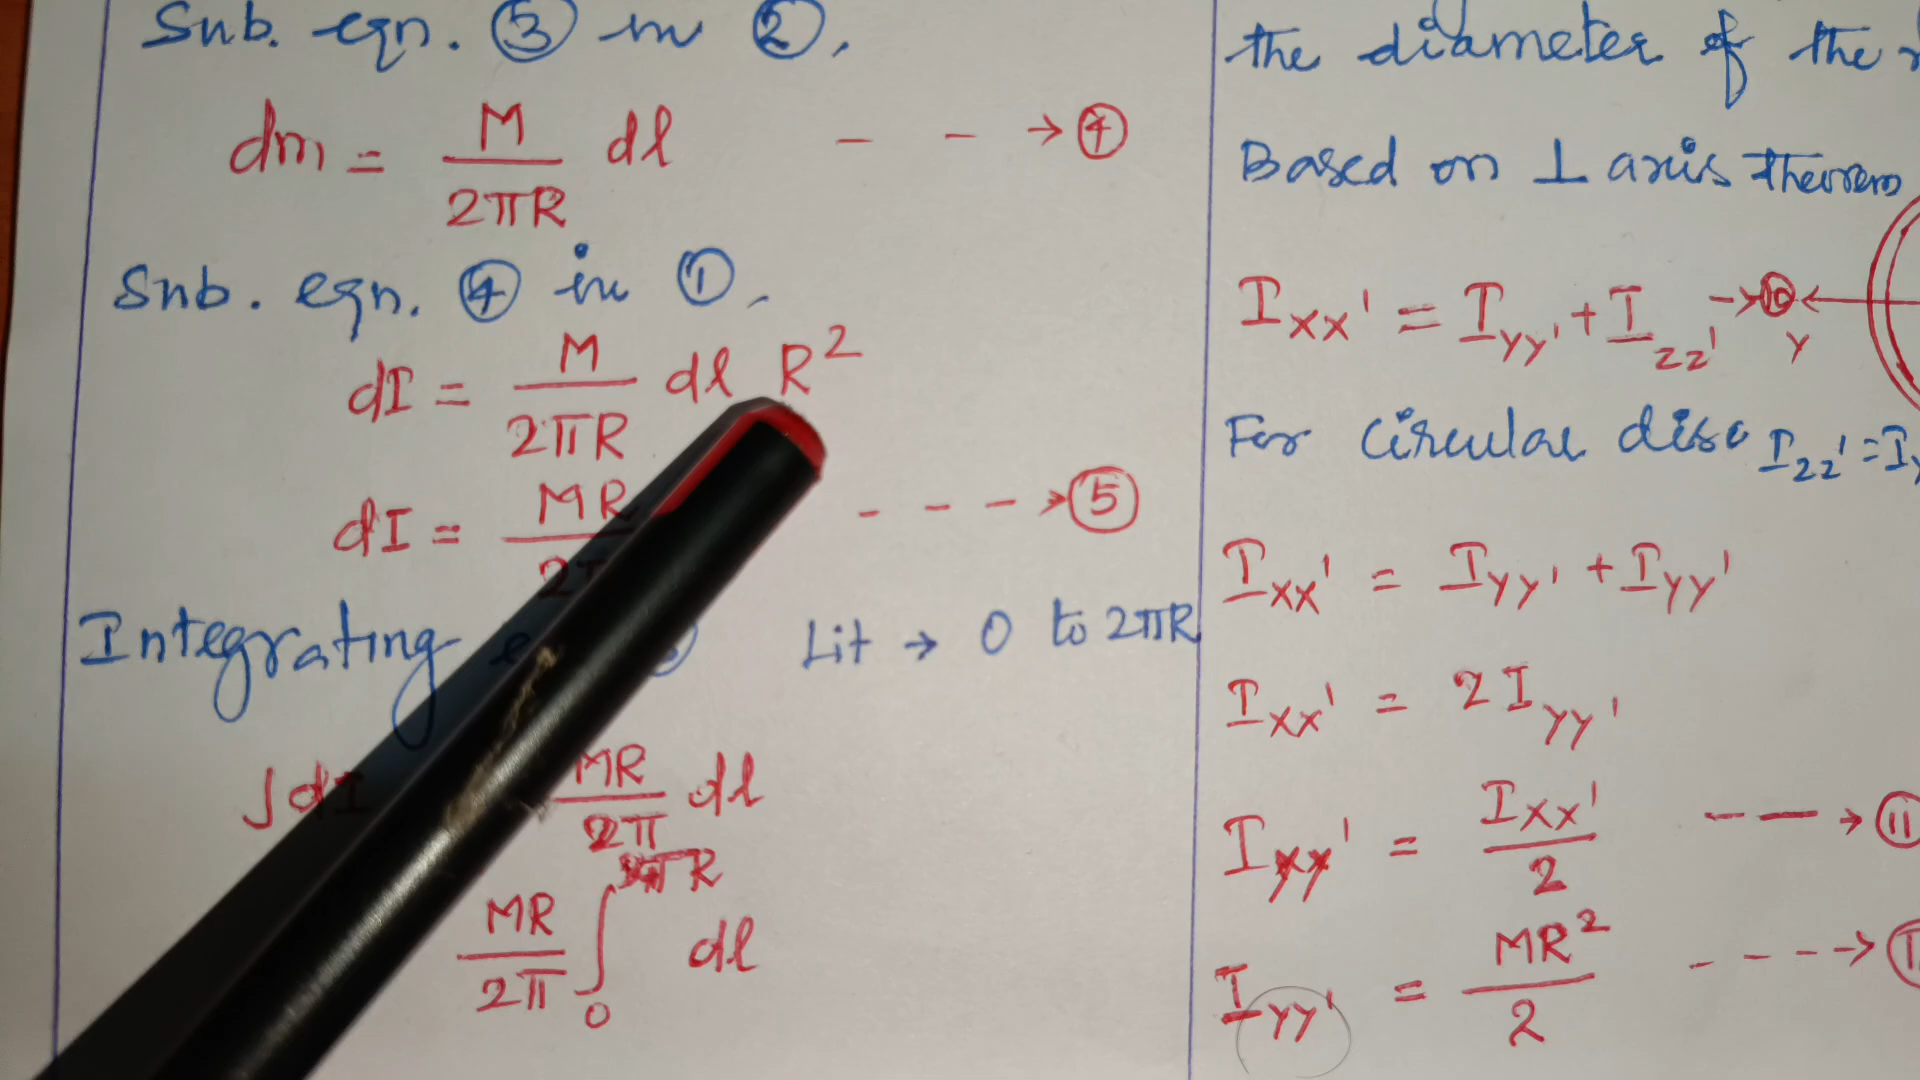 Sub. eqn. ③ in ②,
dm = M/2πR dl - - → ④
Sub. eqn. ④ in ①,
dI = M/2πR dl R²
dI = MR/2π - - - → ⑤
Integrating Lit → 0 to 2πR
∫dI MR/2π dl
MR/2π ∫₀ πR dl
the diameter of the
Based on ⊥ axis Theorem
Ixx' = Iyy' + Izz' → ⑩ ←
Y
For circular disc Izz' = I
Ixx' = Iyy' + Iyy'
Ixx' = 2Iyy'
Iyy' = Ixx'/2 - - → ⑪
Iyy' = MR²/2 - - - →